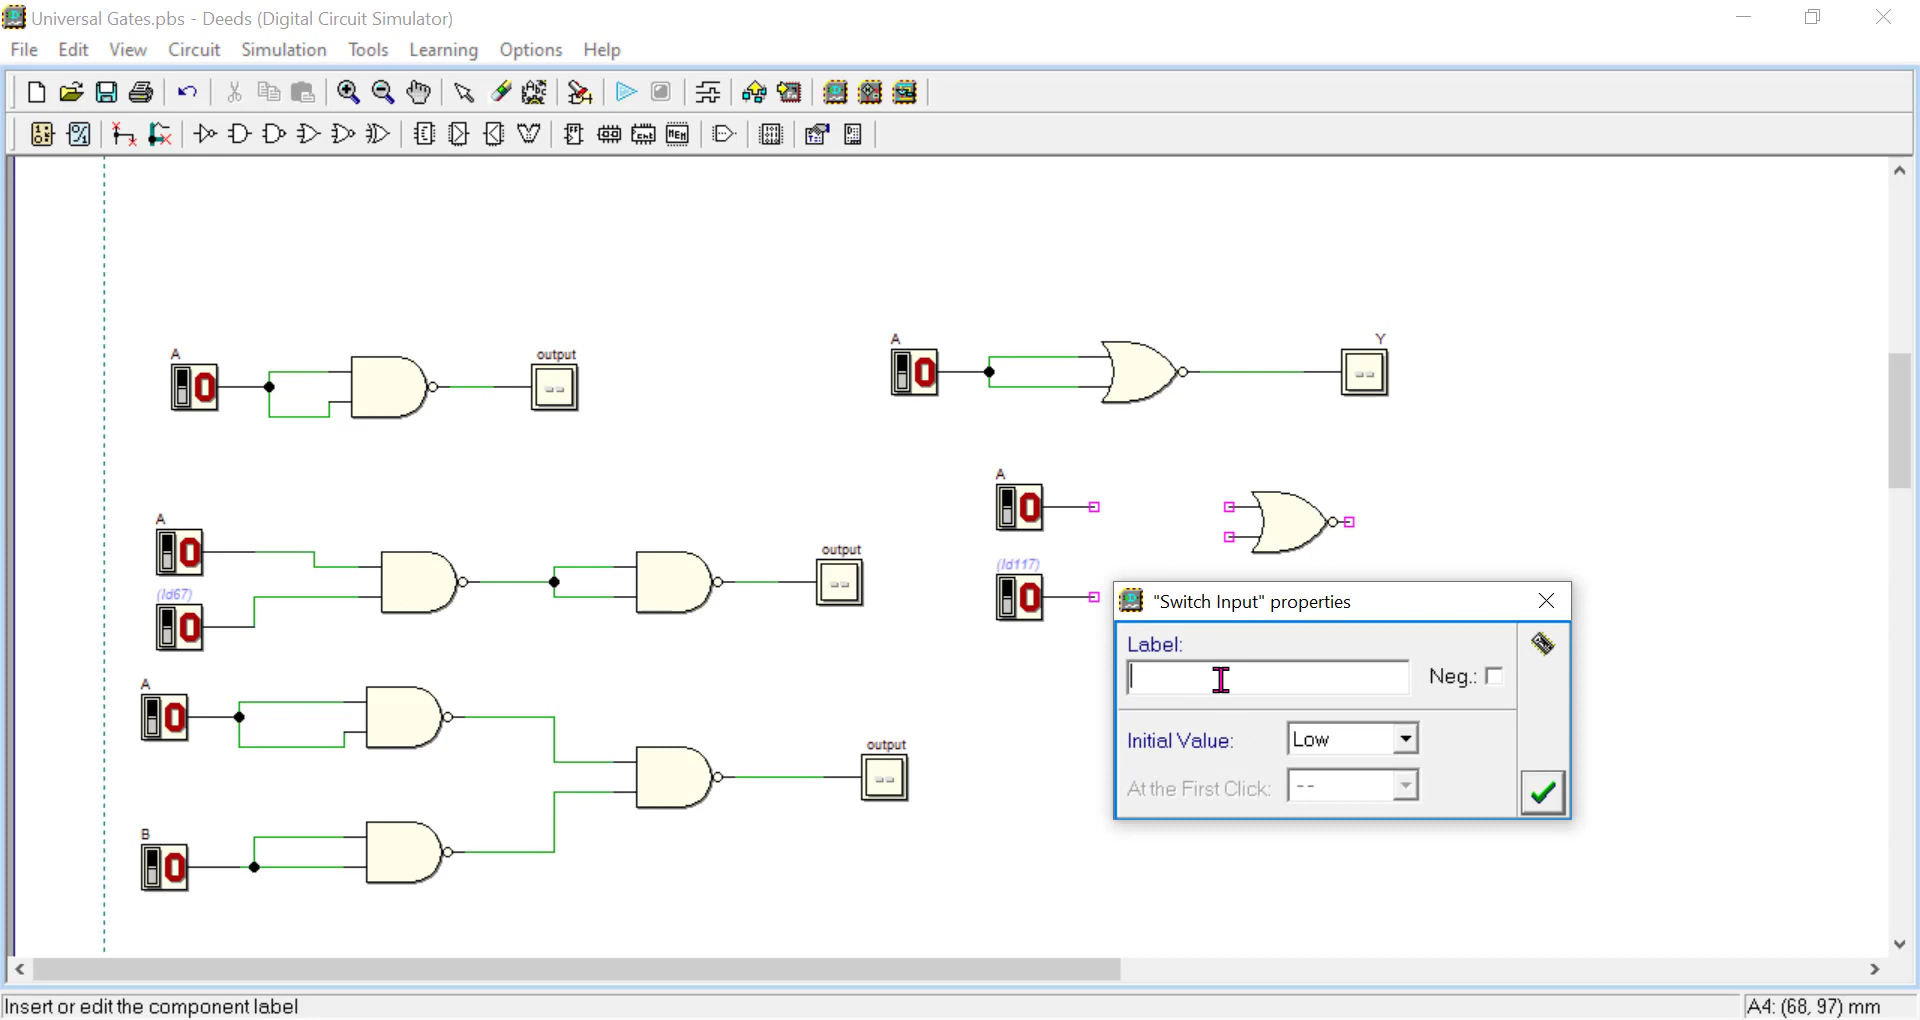 Universal Gates.pbs - Deeds (Digital Circuit Simulator)
File Edit View Circuit Simulation Tools Learning Options Help
A
Y
A
output
A
A
output
(Id67)
(Id117)
"Switch Input" properties
Label:
Neg.:
Initial Value: Low
At the First Click: --
A
output
B
Insert or edit the component label
A4: (68, 97) mm